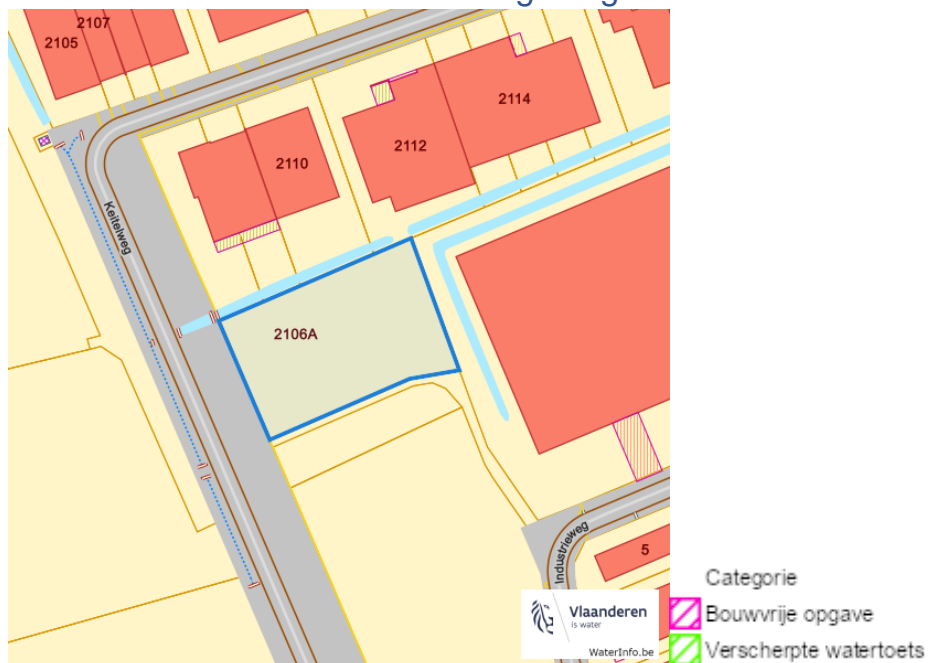 2107
2105
2114
2112
2110
Keitelweg
2106A
Industrieweg
5
Vlaanderen
is water
WaterInfo.be
Categorie
Bouwvrije opgave
Verscherpte watertoets